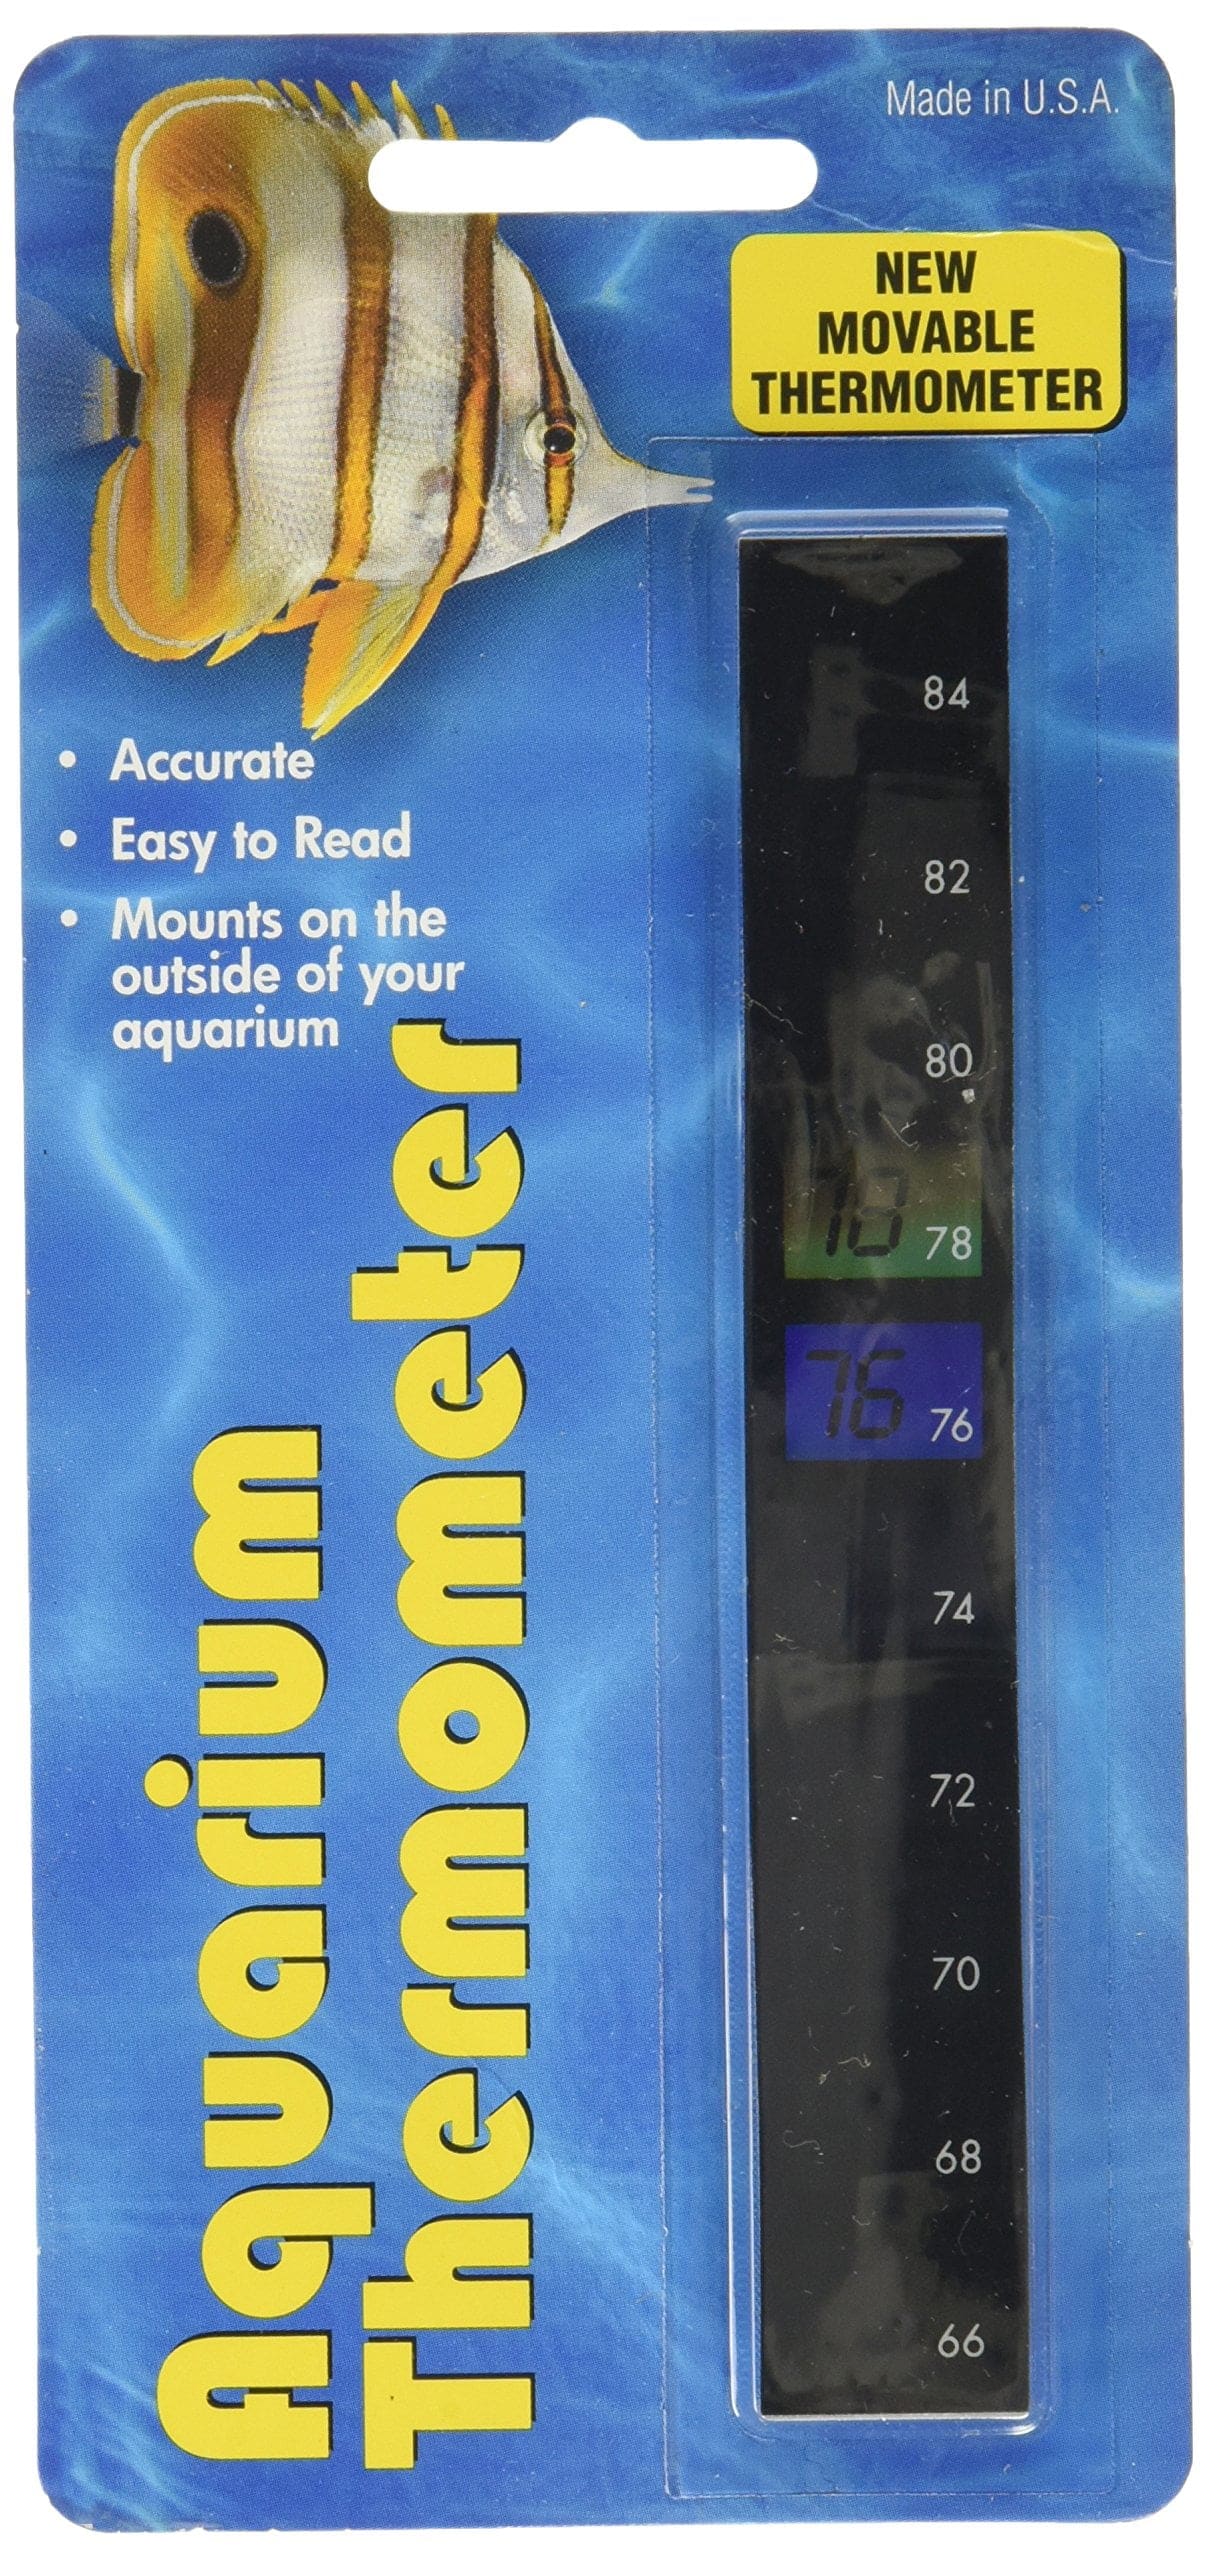 Made in U.S.A.
NEW
MOVABLE
THERMOMETER
• Accurate
• Easy to Read
• Mounts on the
outside of your
aquarium
Aquarium
Thermometer
84
82
80
78 78
76 76
74
72
70
68
66